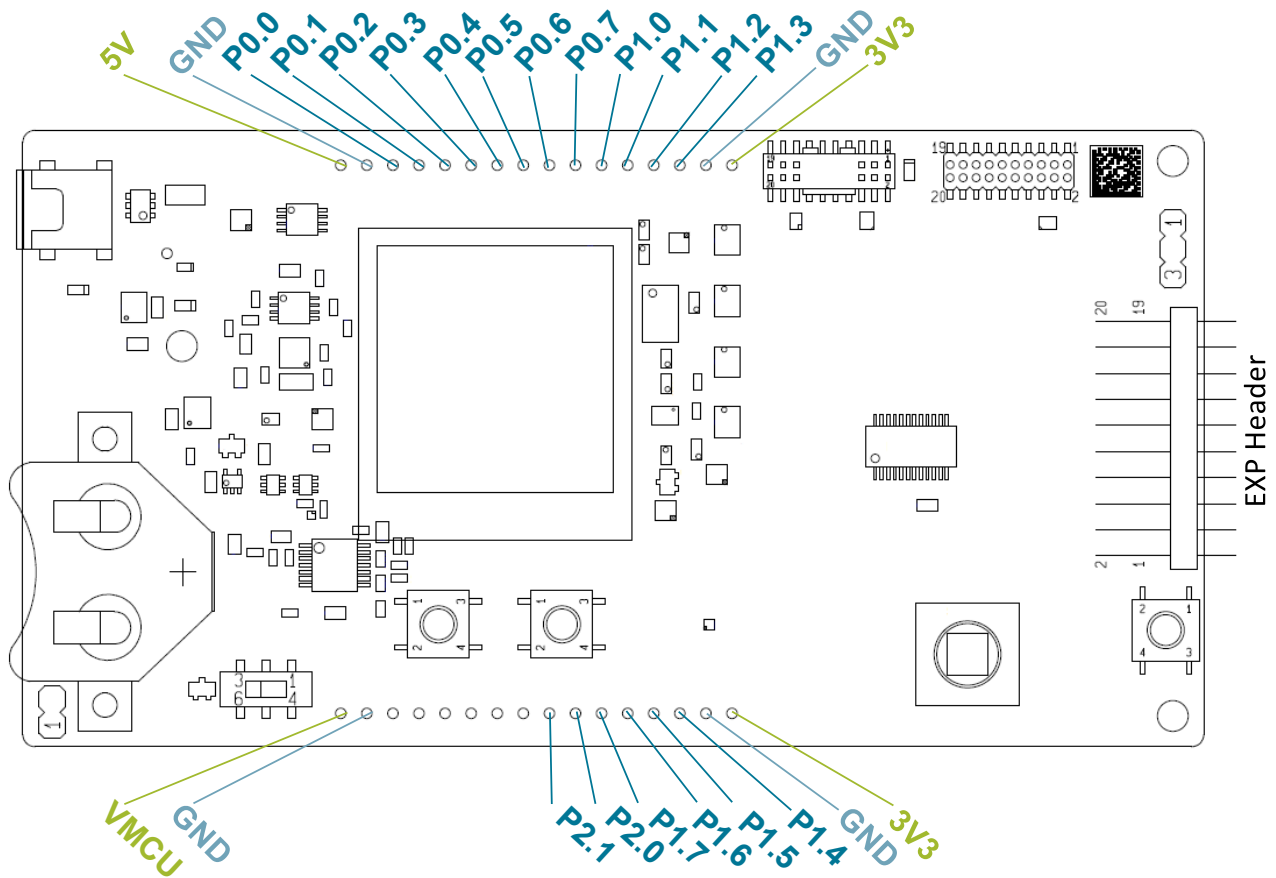 5V
GND
P0.0
P0.1
P0.2
P0.3
P0.4
P0.5
P0.6
P0.7
P1.0
P1.1
P1.2
P1.3
GND
3V3
19 1
20 2
1
3
20 19
EXP Header
2 1
1 3
2 4
1 3
2 4
2 1
4 3
3 1
6 4
1
VMCU
GND
P2.1
P2.0
P1.7
P1.6
P1.5
P1.4
GND
3V3